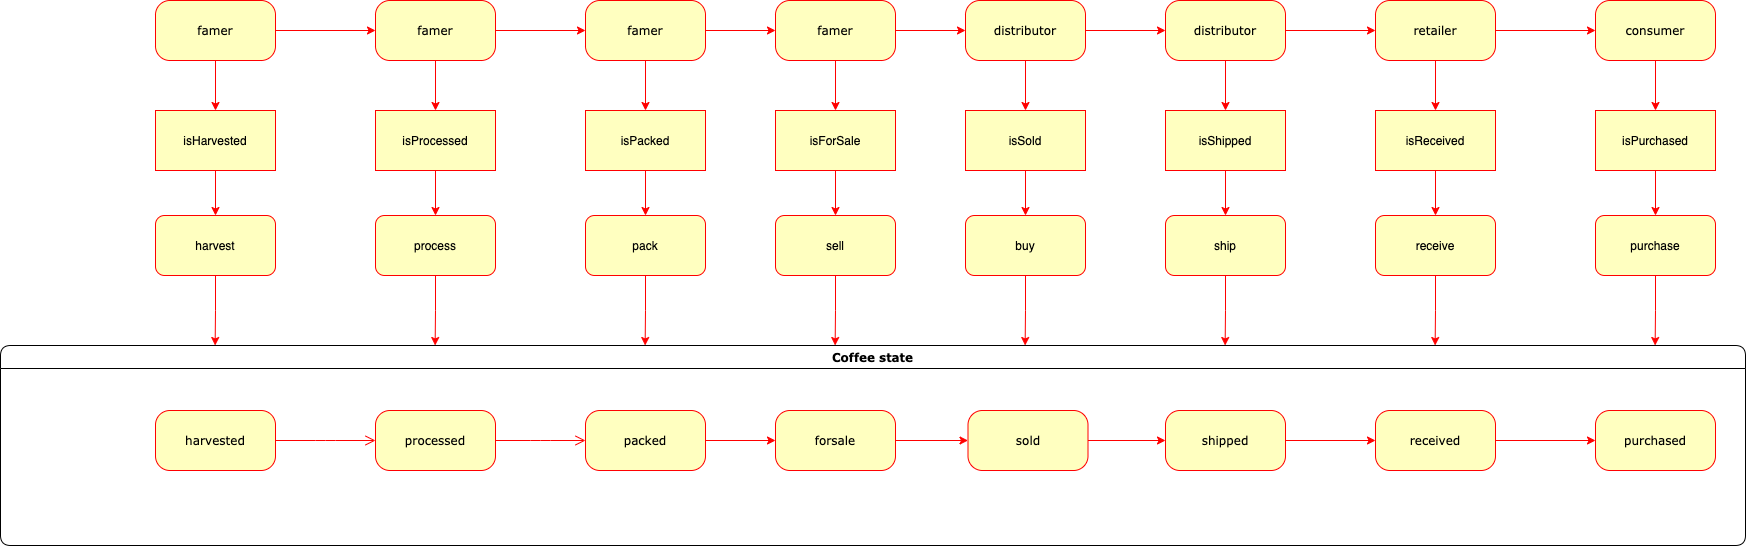 famer
famer
famer
famer
distributor
distributor
retailer
consumer
isHarvested
isProcessed
isPacked
isForSale
isSold
isShipped
isReceived
isPurchased
harvest
process
pack
sell
buy
ship
receive
purchase
Coffee state
harvested
processed
packed
forsale
sold
shipped
received
purchased